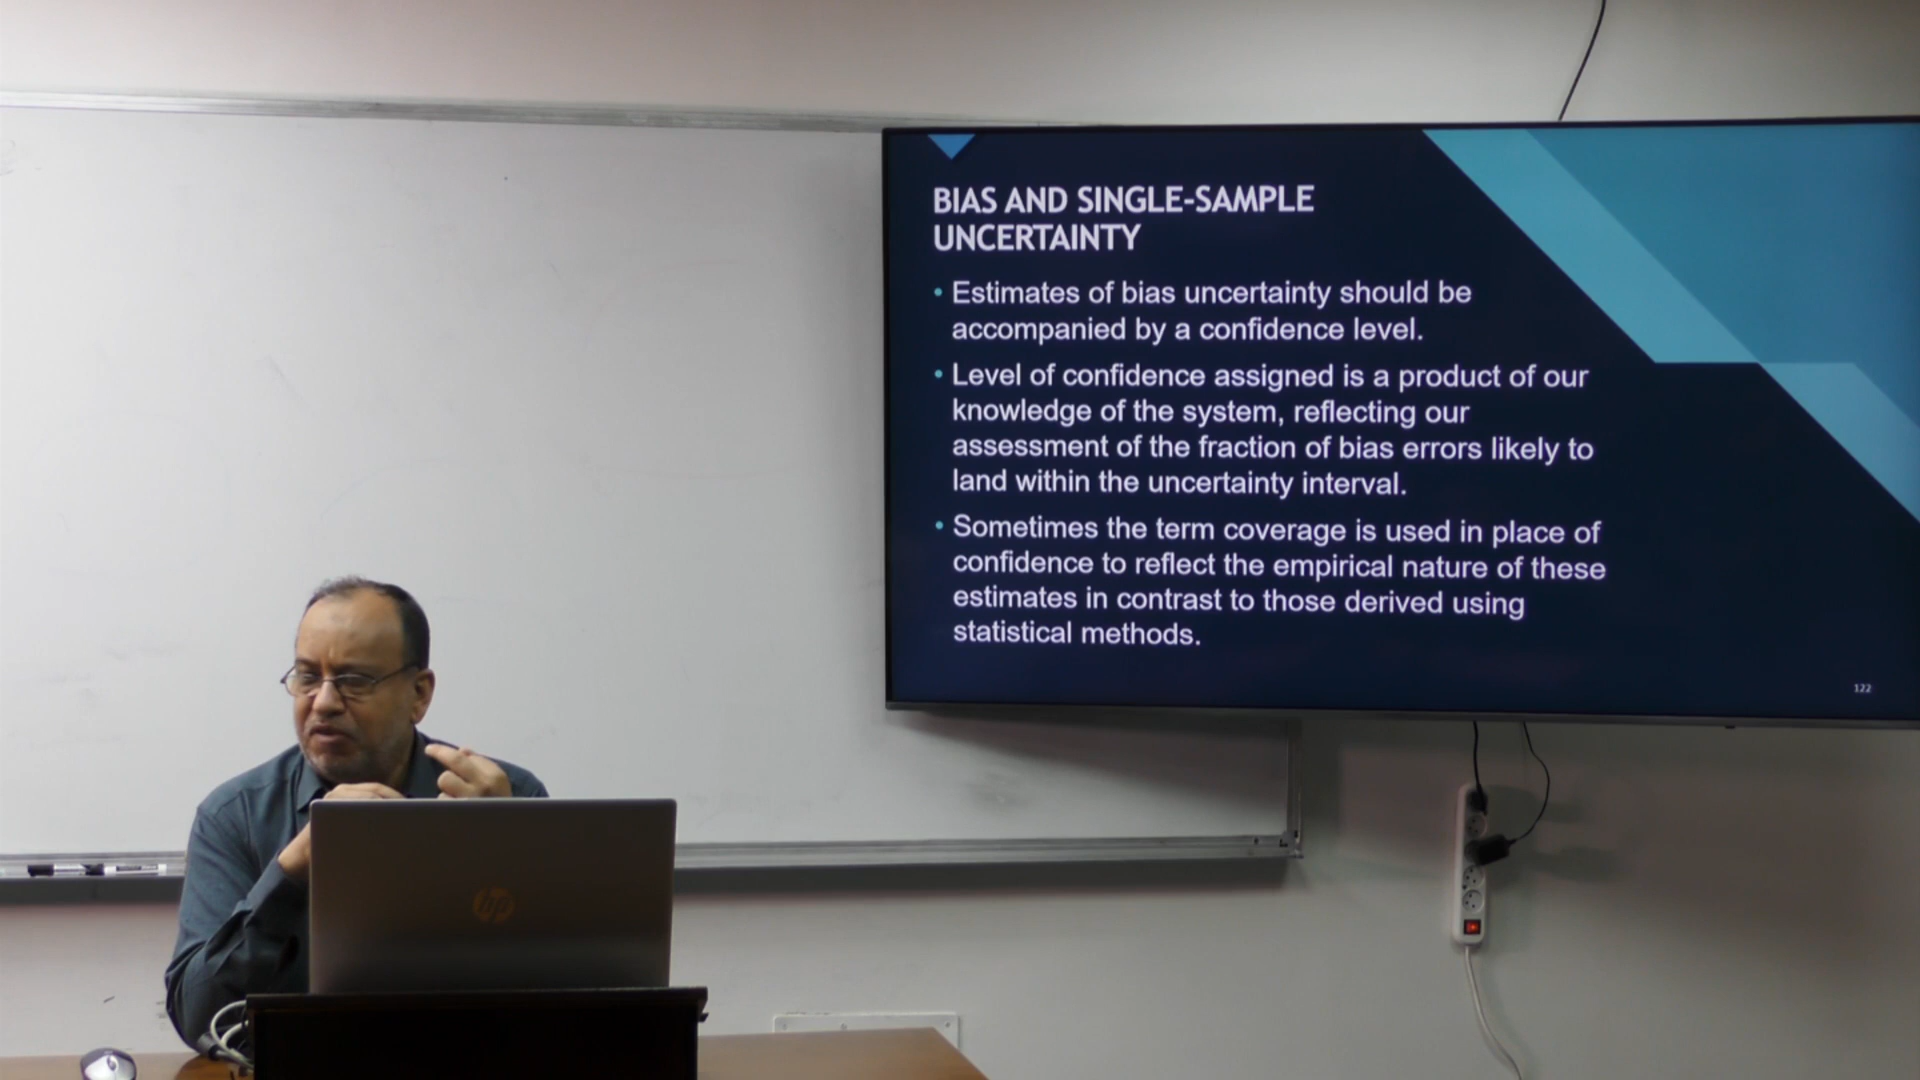 BIAS AND SINGLE-SAMPLE
UNCERTAINTY
• Estimates of bias uncertainty should be
accompanied by a confidence level.
• Level of confidence assigned is a product of our
knowledge of the system, reflecting our
assessment of the fraction of bias errors likely to
land within the uncertainty interval.
• Sometimes the term coverage is used in place of
confidence to reflect the empirical nature of these
estimates in contrast to those derived using
statistical methods.
122
hp